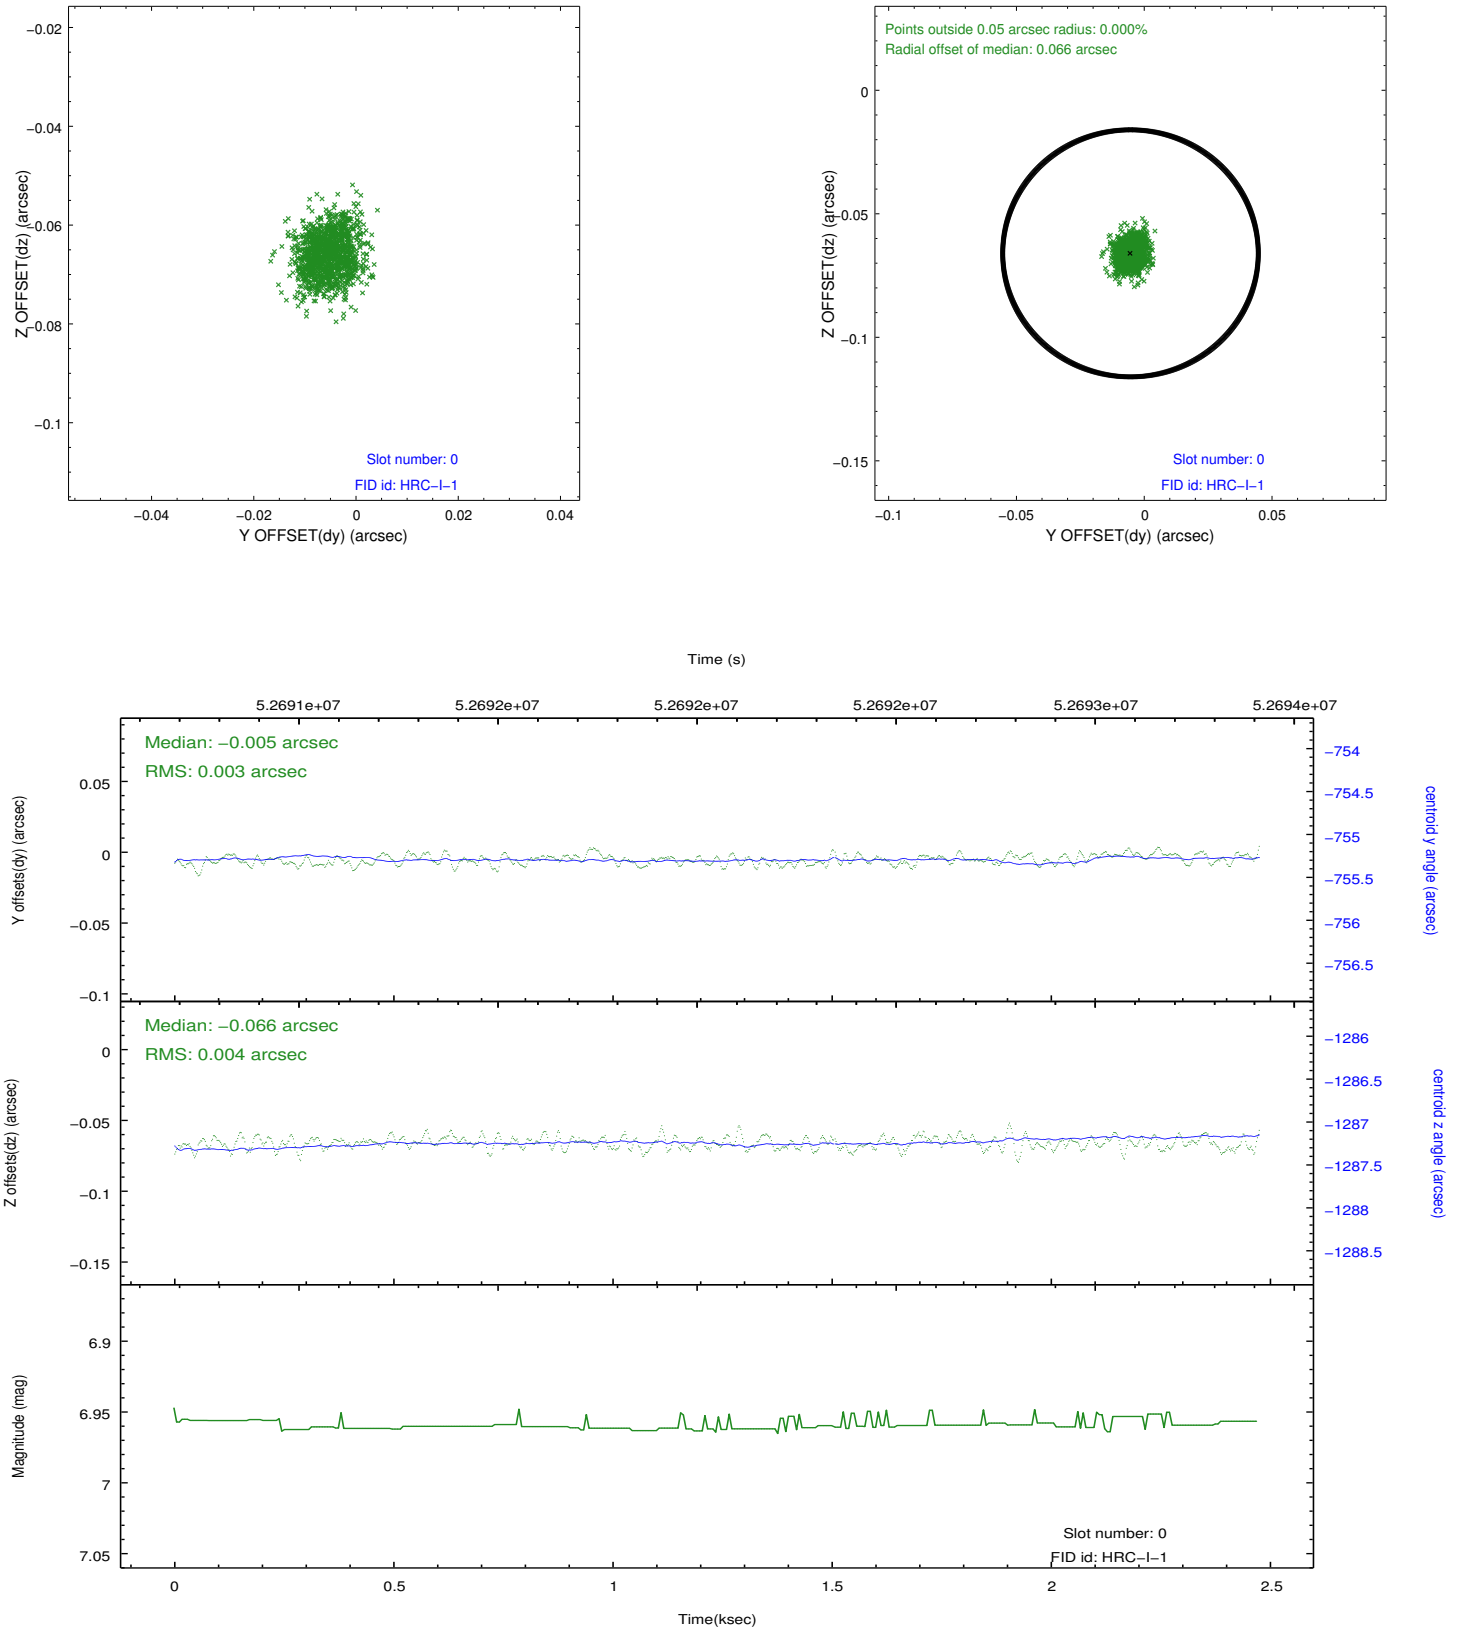 −0.02
−0.04
−0.06
−0.08
−0.1
Z OFFSET(dz) (arcsec)
Slot number: 0
FID id: HRC−I−1
−0.04
−0.02
0
0.02
0.04
Y OFFSET(dy) (arcsec)
Points outside 0.05 arcsec radius: 0.000%
Radial offset of median: 0.066 arcsec
0
−0.05
−0.1
−0.15
Z OFFSET(dz) (arcsec)
Slot number: 0
FID id: HRC−I−1
−0.1
−0.05
0
0.05
Y OFFSET(dy) (arcsec)
Time (s)
5.2691e+07
5.2692e+07
5.2692e+07
5.2692e+07
5.2693e+07
5.2694e+07
Median: −0.005 arcsec
RMS: 0.003 arcsec
0.05
0
−0.05
−0.1
Y offsets(dy) (arcsec)
−754
−754.5
−755
−755.5
−756
−756.5
centroid y angle (arcsec)
Median: −0.066 arcsec
RMS: 0.004 arcsec
0
−0.05
−0.1
−0.15
Z offsets(dz) (arcsec)
−1286
−1286.5
−1287
−1287.5
−1288
−1288.5
centroid z angle (arcsec)
6.9
6.95
7
7.05
Magnitude (mag)
Slot number: 0
FID id: HRC−I−1
0
0.5
1
1.5
2
2.5
Time(ksec)